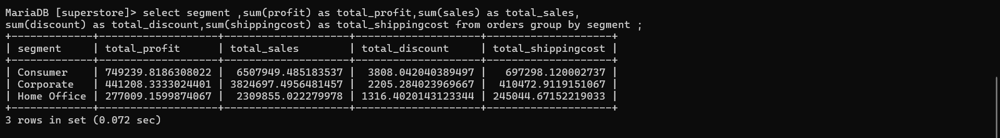 MariaDB [superstore]> select segment ,sum(profit) as total_profit,sum(sales) as total_sales,
sum(discount) as total_discount,sum(shippingcost) as total_shippingcost from orders group by segment ;
+-------------+-------------------+--------------------+--------------------+--------------------+
| segment     | total_profit      | total_sales        | total_discount     | total_shippingcost |
+-------------+-------------------+--------------------+--------------------+--------------------+
| Consumer    | 749239.8186308022 |  6507949.485183537 |  3808.042040389497 |   697298.120002737 |
| Corporate   | 441208.3333024401 | 3824697.4956481457 |  2205.284023969667 |  410472.9119151067 |
| Home Office | 277009.1599874067 |  2309855.022279978 | 1316.4020143123344 | 245044.67152219033 |
+-------------+-------------------+--------------------+--------------------+--------------------+
3 rows in set (0.072 sec)